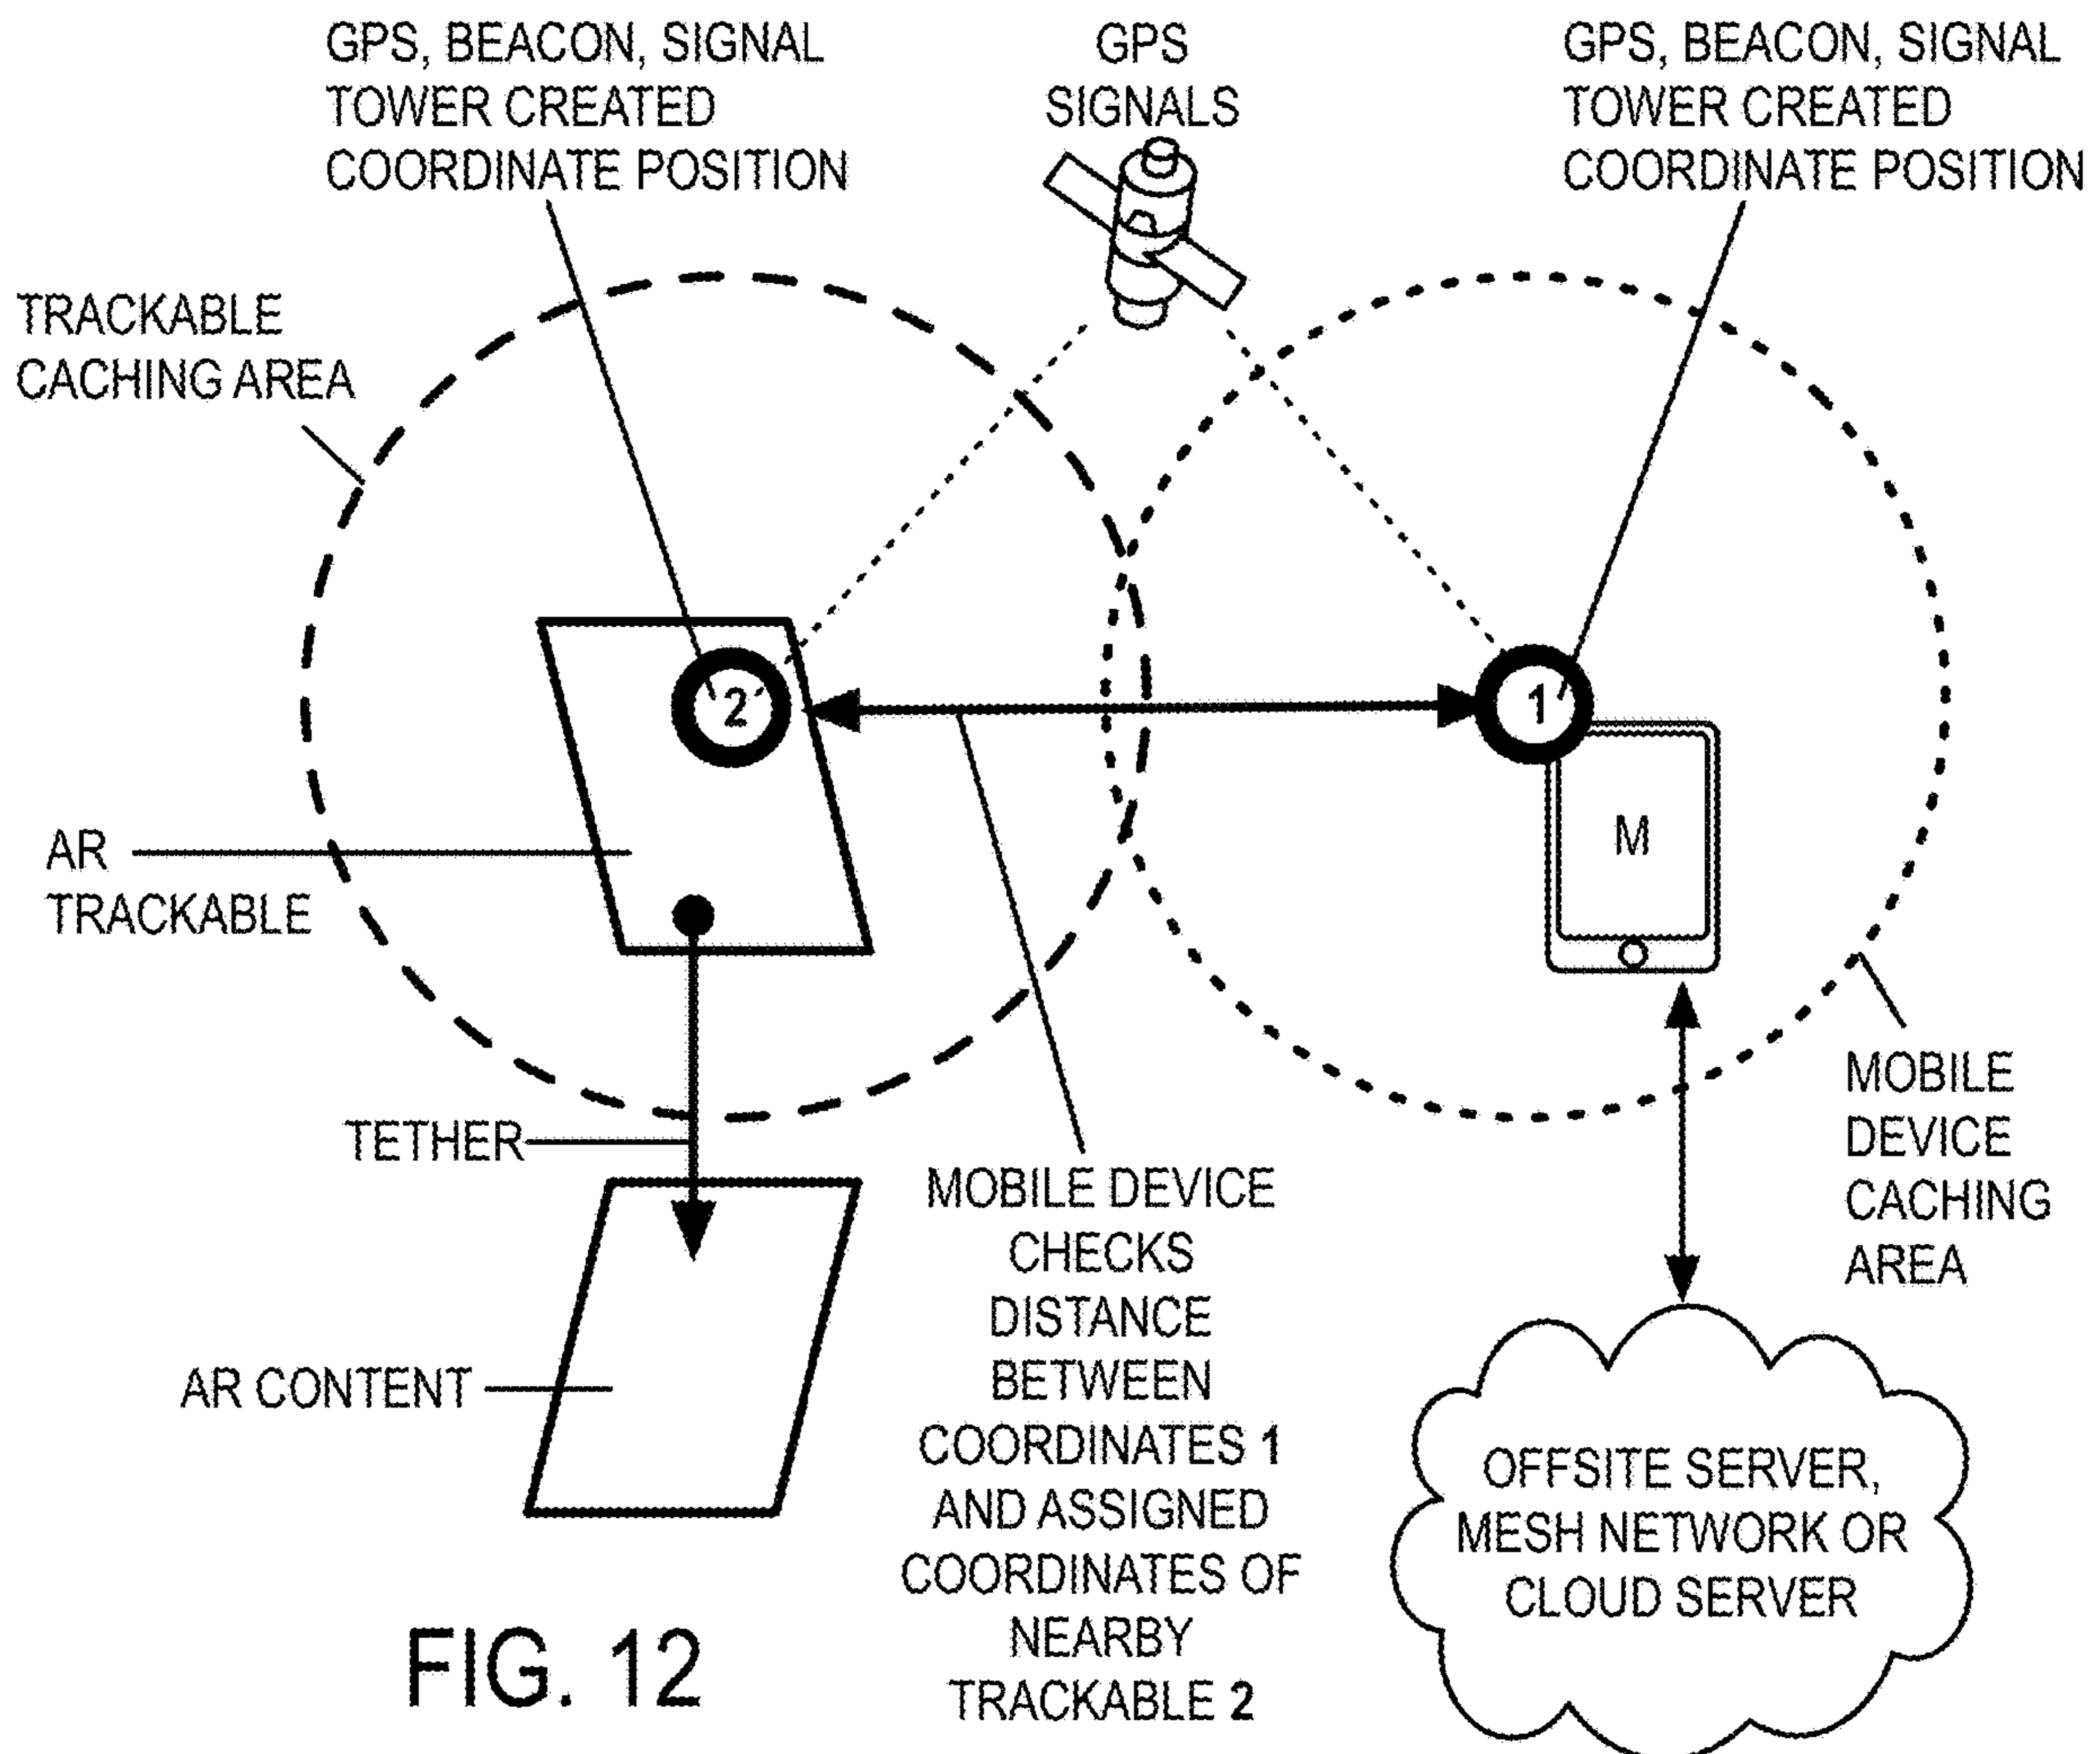 GPS, BEACON, SIGNAL
TOWER CREATED
COORDINATE POSITION
GPS
SIGNALS
GPS, BEACON, SIGNAL
TOWER CREATED
COORDINATE POSITION
TRACKABLE
CACHING AREA
2
1
M
AR
TRACKABLE
TETHER
MOBILE DEVICE
CHECKS
DISTANCE
BETWEEN
COORDINATES 1
AND ASSIGNED
COORDINATES OF
NEARBY
TRACKABLE 2
MOBILE
DEVICE
CACHING
AREA
AR CONTENT
OFFSITE SERVER,
MESH NETWORK OR
CLOUD SERVER
FIG. 12